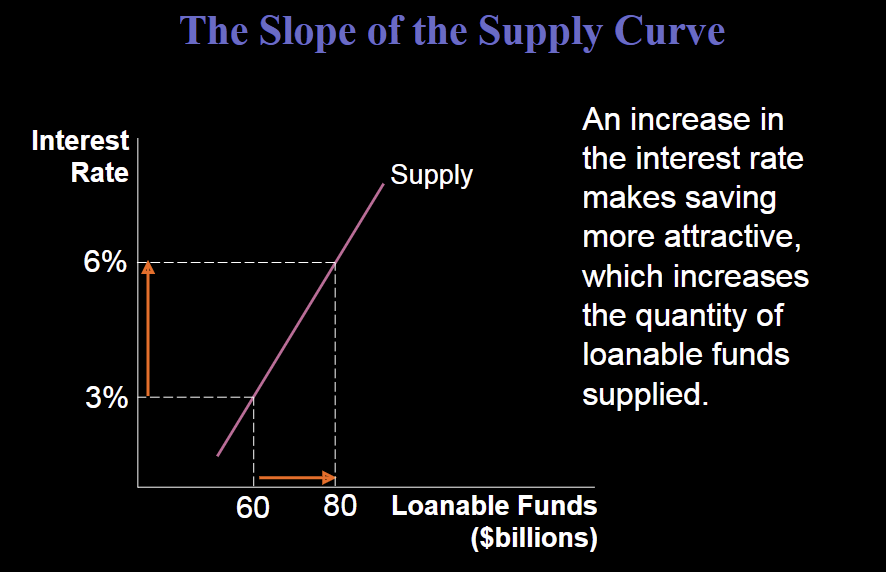 The Slope of the Supply Curve
Interest
Rate
Supply
6%
3%
60
80
Loanable Funds
($billions)
An increase in
the interest rate
makes saving
more attractive,
which increases
the quantity of
loanable funds
supplied.